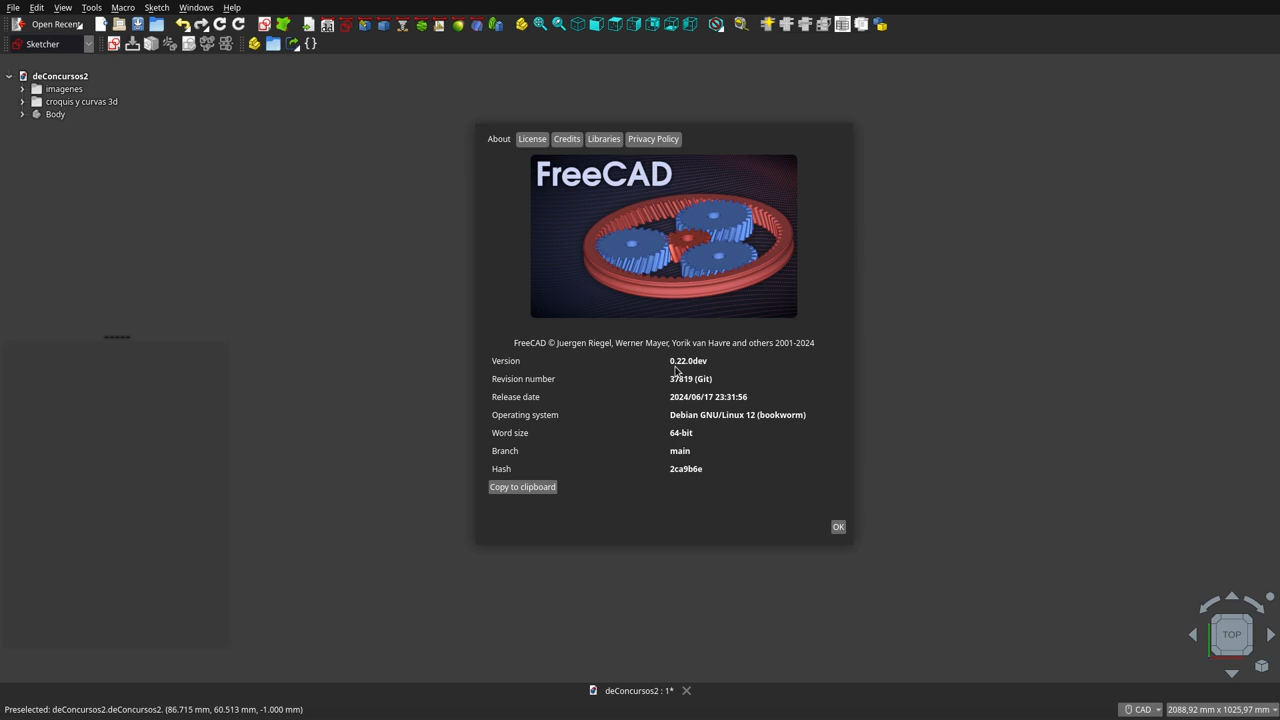 File Edit View Tools Macro Sketch Windows Help
Open Recent
Sketcher
deConcursos2
imagenes
croquis y curvas 3d
Body
About License Credits Libraries Privacy Policy
FreeCAD
FreeCAD © Juergen Riegel, Werner Mayer, Yorik van Havre and others 2001-2024
Version 0.22.0dev
Revision number 37819 (Git)
Release date 2024/06/17 23:31:56
Operating system Debian GNU/Linux 12 (bookworm)
Word size 64-bit
Branch main
Hash 2ca9b6e
Copy to clipboard
OK
TOP
deConcursos2 : 1*
Preselected: deConcursos2.deConcursos2. (86.715 mm, 60.513 mm, -1.000 mm)
CAD
2088,92 mm x 1025,97 mm